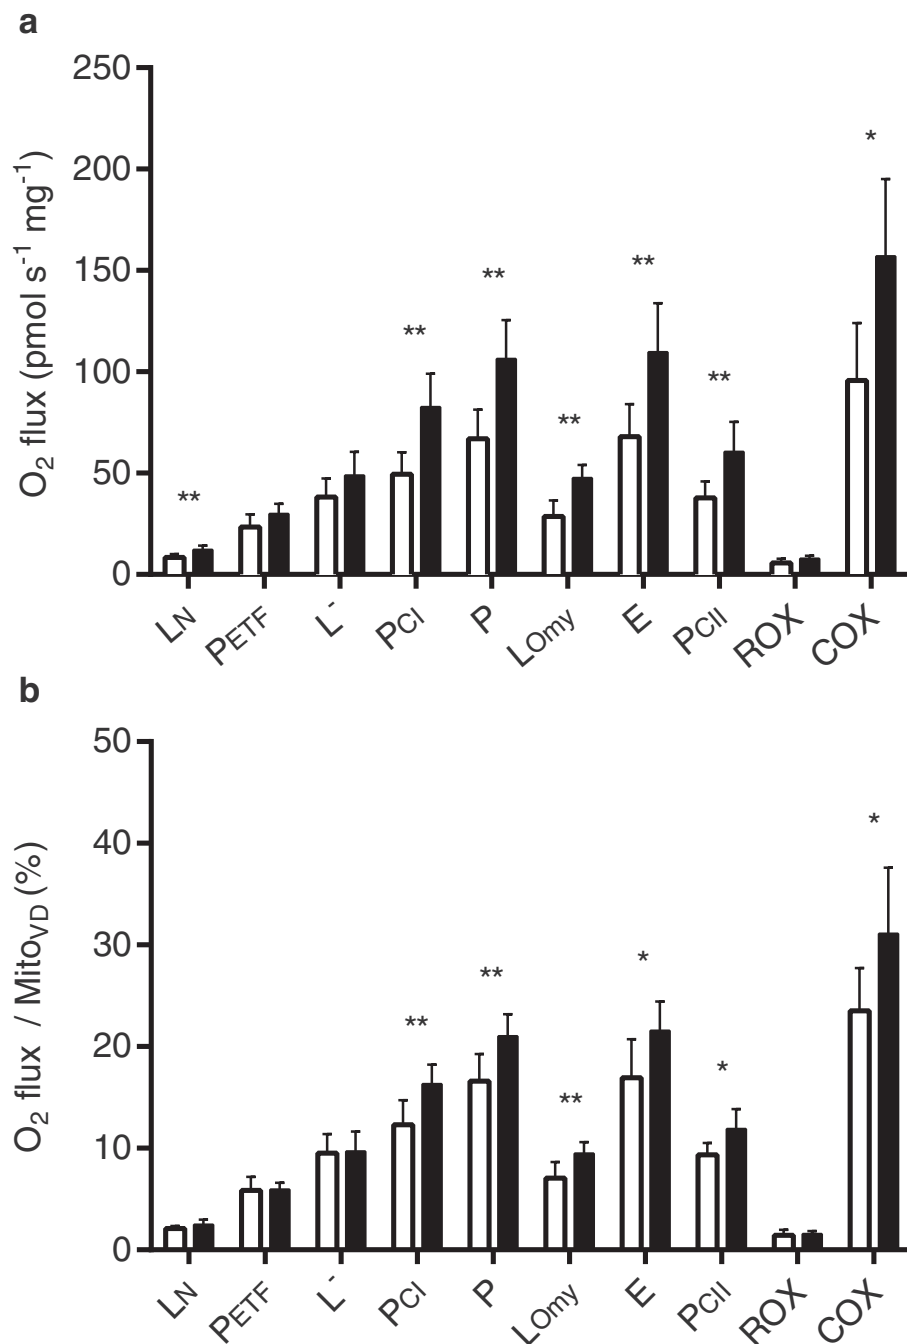 a
250
200
150
100
50
0
O₂ flux (pmol s⁻¹ mg⁻¹)
**
**
**
**
**
**
*
LN
PETF
L⁻
PCI
P
LOmy
E
PCII
ROX
COX
b
50
40
30
20
10
0
O₂ flux / MitoVD (%)
**
**
**
*
*
*
LN
PETF
L⁻
PCI
P
LOmy
E
PCII
ROX
COX